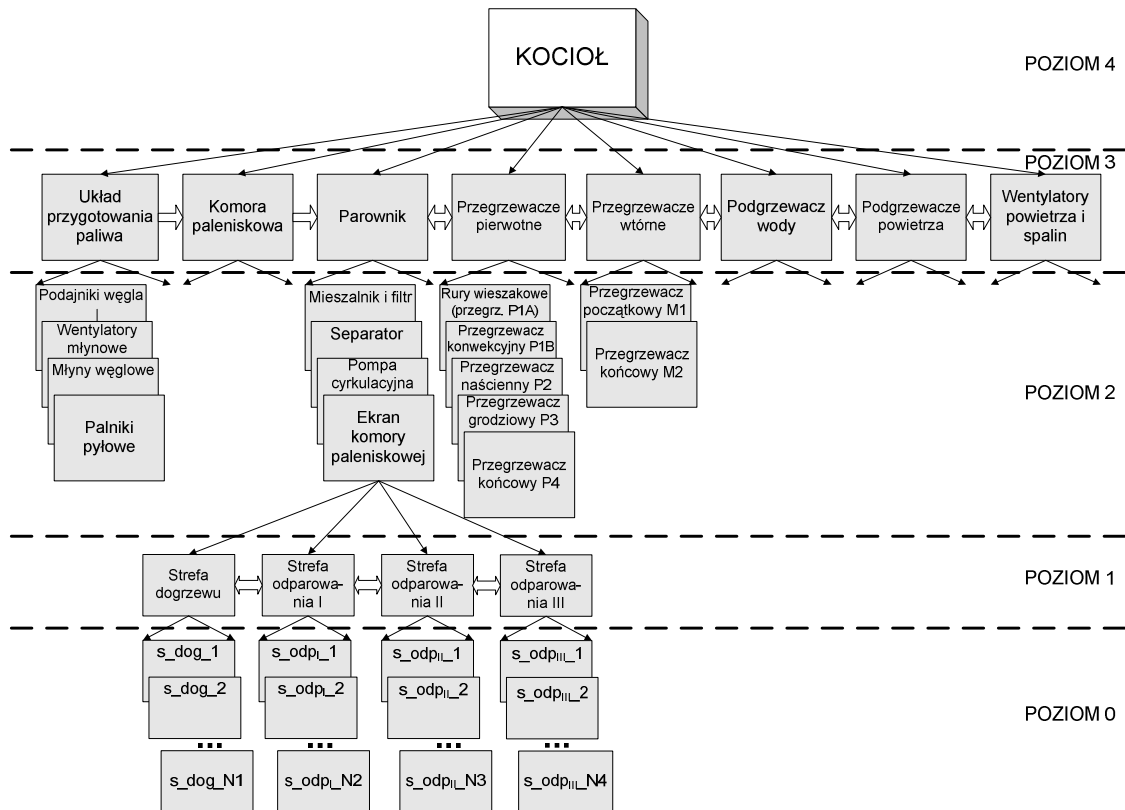 KOCIOŁ
POZIOM 4
POZIOM 3
Układ
przygotowania
paliwa
Komora
paleniskowa
Parownik
Przegrzewacze
pierwotne
Przegrzewacze
wtórne
Podgrzewacz
wody
Podgrzewacze
powietrza
Wentylatory
powietrza i
spalin
Podajniki węgla
Wentylatory
młynowe
Młyny węglowe
Palniki
pyłowe
Mieszalnik i filtr
Separator
Pompa
cyrkulacyjna
Ekran
komory
paleniskowej
Rury wieszakowe
(przegrz. P1A)
Przegrzewacz
konwekcyjny P1B
Przegrzewacz
naścienny P2
Przegrzewacz
grodziowy P3
Przegrzewacz
końcowy P4
Przegrzewacz
początkowy M1
Przegrzewacz
końcowy M2
POZIOM 2
Strefa
dogrzewu
Strefa
odparowa-
nia I
Strefa
odparowa-
nia II
Strefa
odparowa-
nia III
POZIOM 1
s_dog_1
s_dog_2
...
s_dog_N1
s_odpI_1
s_odpI_2
...
s_odpI_N2
s_odpII_1
s_odpII_2
...
s_odpII_N3
s_odpIII_1
s_odpIII_2
...
s_odpIII_N4
POZIOM 0